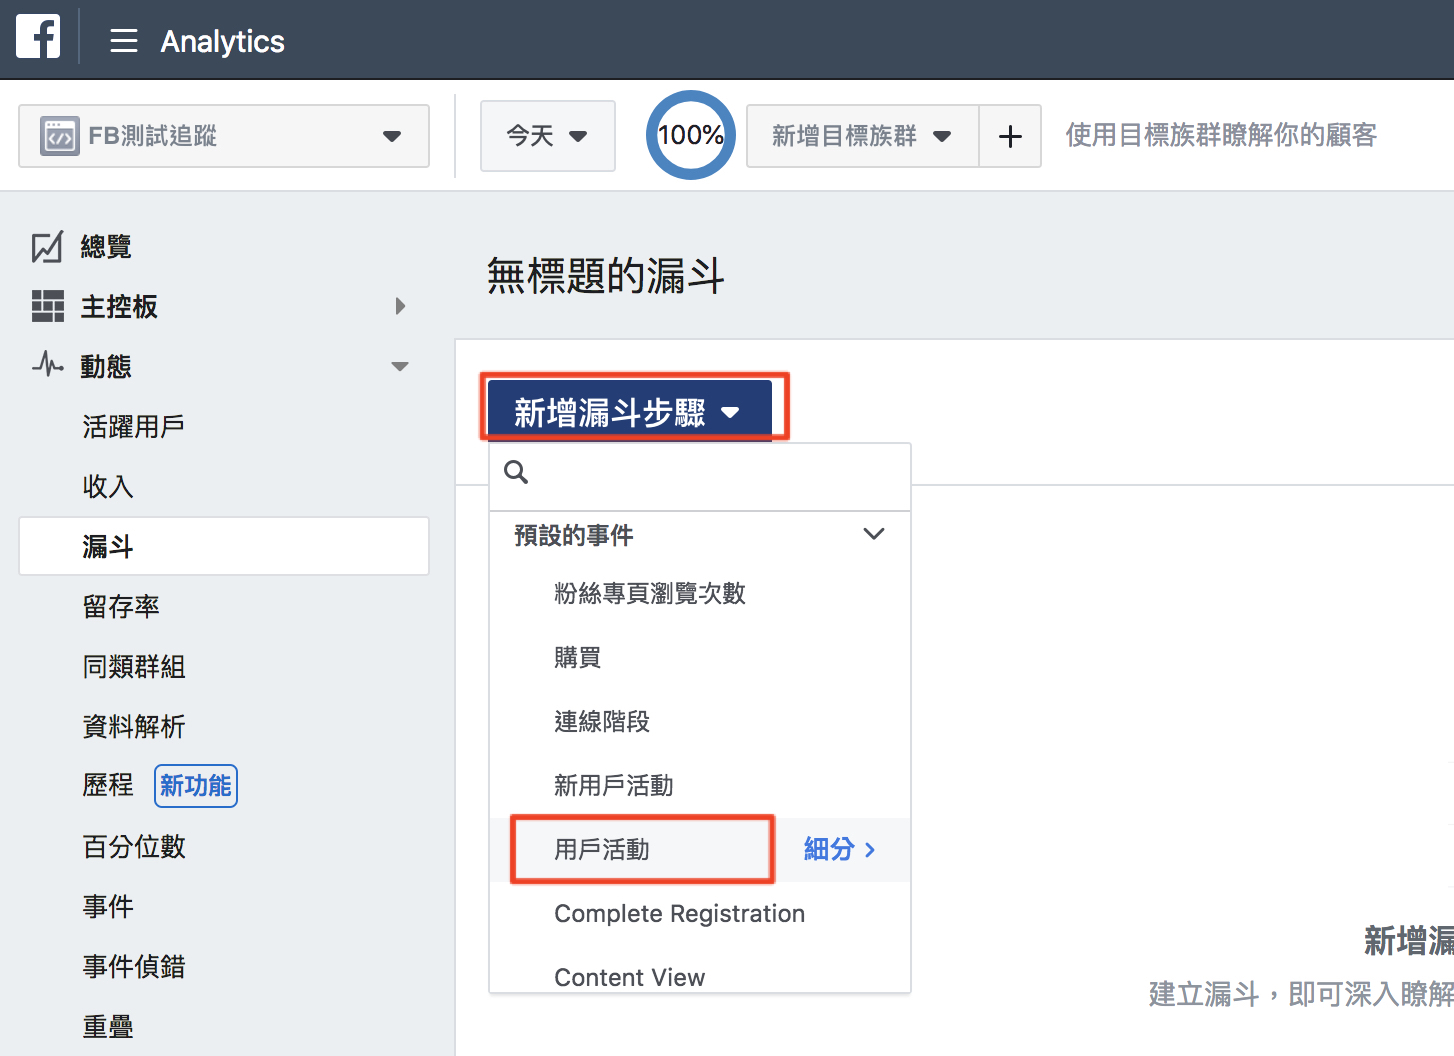 Analytics
FB測試追蹤
今天
100%
新增目標族群
+
使用目標族群瞭解你的顧客
總覽
主控板
動態
活躍用戶
收入
漏斗
留存率
同類群組
資料解析
歷程 新功能
百分位數
事件
事件偵錯
重疊
無標題的漏斗
新增漏斗步驟
預設的事件
粉絲專頁瀏覽次數
購買
連線階段
新用戶活動
用戶活動 細分
Complete Registration
Content View
新增漏
建立漏斗，即可深入瞭解